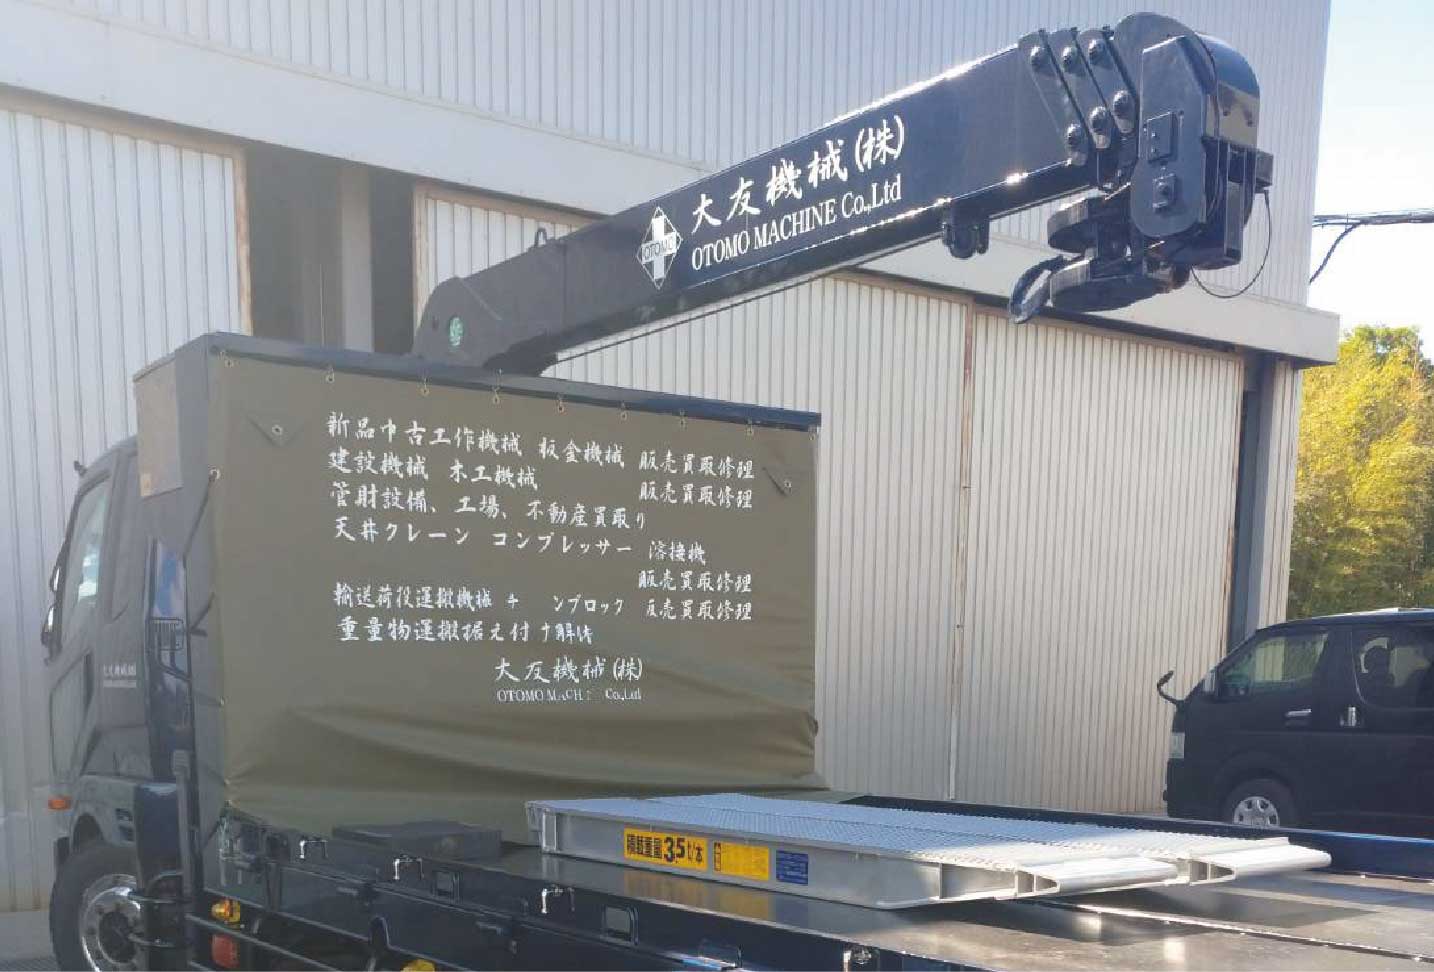 大友機械(株)
OTOMO
OTOMO MACHINE Co.,Ltd
新品中古工作機械 板金機械 販売買取修理
建設機械 木工機械 販売買取修理
管財設備、工場、不動産買取り
天井クレーン コンプレッサー 溶接機
販売買取修理
輸送荷役運搬機械 チ ンブロック 販売買取修理
重量物運搬据え付け解体
大友機械(株)
OTOMO MACH Co.,Ltd
積載重量3.5t/本